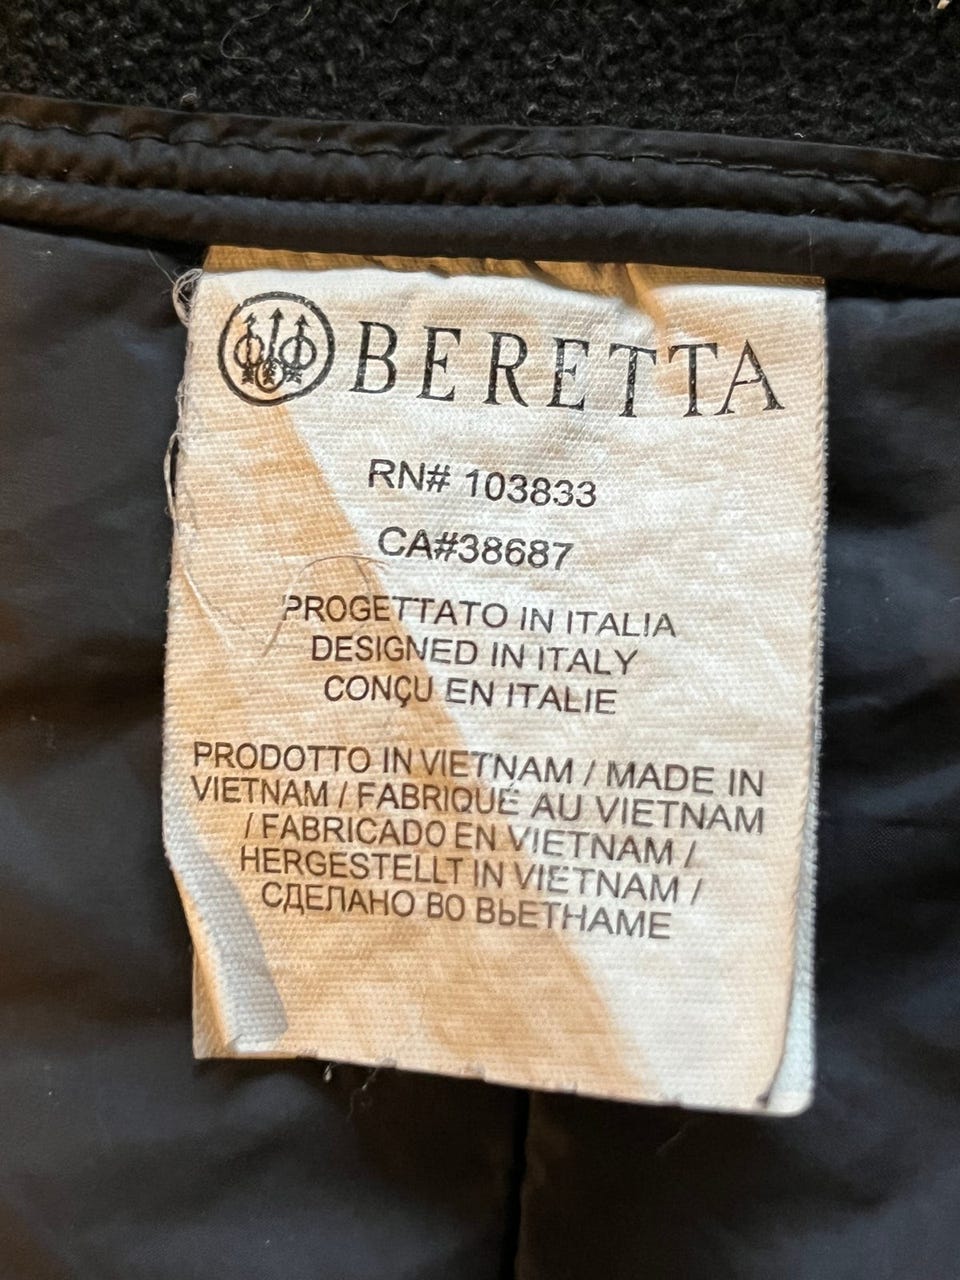 BERETTA
RN# 103833
CA#38687
PROGETTATO IN ITALIA
DESIGNED IN ITALY
CONÇU EN ITALIE
PRODOTTO IN VIETNAM / MADE IN
VIETNAM / FABRIQUÉ AU VIETNAM
/ FABRICADO EN VIETNAM /
HERGESTELLT IN VIETNAM /
СДЕЛАНО ВО ВЬЕТНАМЕ